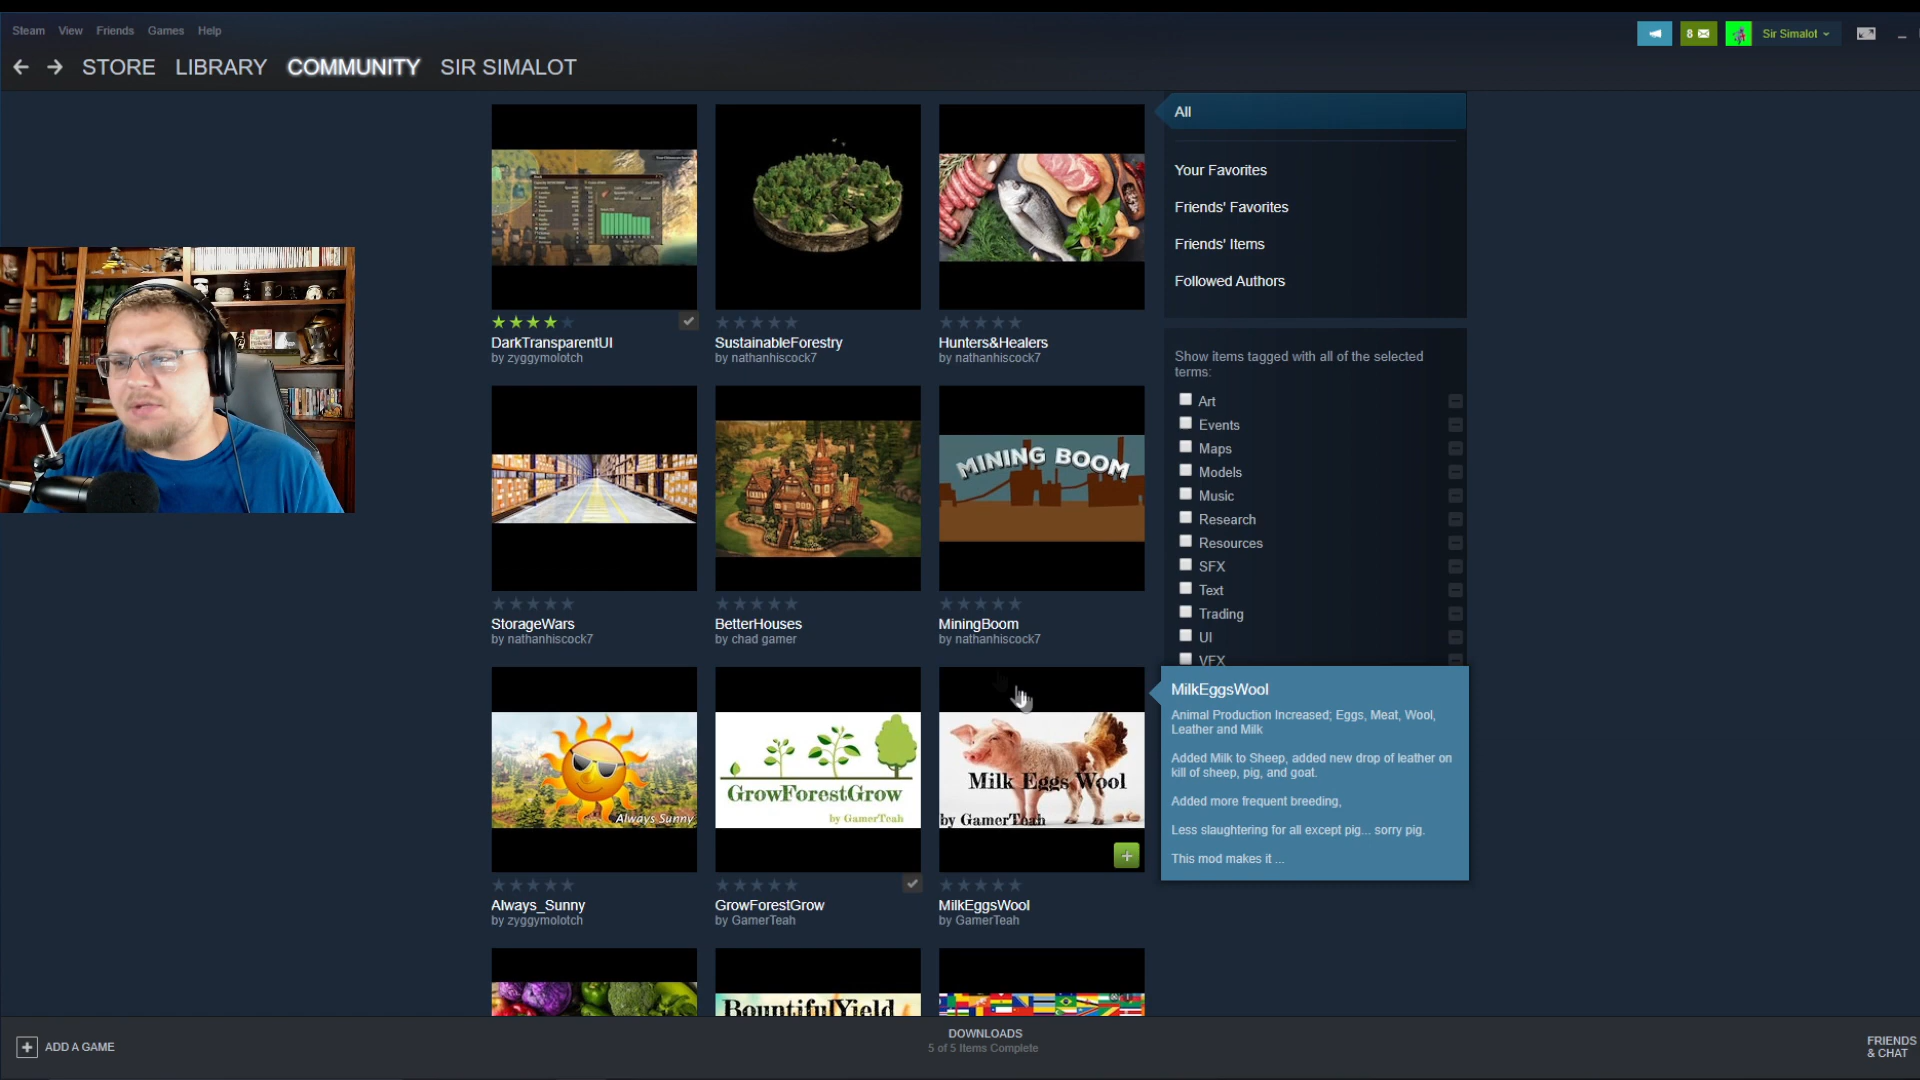 Steam View Friends Games Help
8
Sir Simalot
STORE LIBRARY COMMUNITY SIR SIMALOT
All
Your Favorites
Friends' Favorites
Friends' Items
Followed Authors
DarkTransparentUI
by zyggymolotch
SustainableForestry
by nathanhiscock7
Hunters&Healers
by nathanhiscock7
Show items tagged with all of the selected
terms:
Art
Events
Maps
Models
Music
Research
Resources
SFX
Text
Trading
UI
VFX
MINING BOOM
StorageWars
by nathanhiscock7
BetterHouses
by chad gamer
MiningBoom
by nathanhiscock7
MilkEggsWool
Animal Production Increased; Eggs, Meat, Wool,
Leather and Milk
Added Milk to Sheep, added new drop of leather on
kill of sheep, pig, and goat.
Added more frequent breeding,
Less slaughtering for all except pig... sorry pig.
This mod makes it ...
Always Sunny
GrowForestGrow
by GamerTeah
Milk Eggs Wool
by GamerTeah
Always_Sunny
by zyggymolotch
GrowForestGrow
by GamerTeah
MilkEggsWool
by GamerTeah
BountifulYield
ADD A GAME
DOWNLOADS
5 of 5 Items Complete
FRIENDS
& CHAT